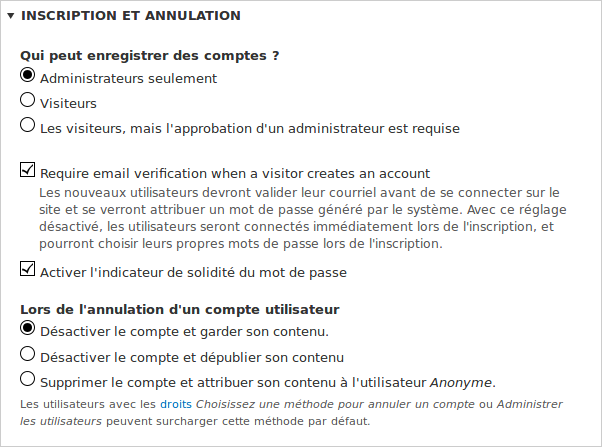 INSCRIPTION ET ANNULATION
Qui peut enregistrer des comptes ?
Administrateurs seulement
Visiteurs
Les visiteurs, mais l'approbation d'un administrateur est requise
Require email verification when a visitor creates an account
Les nouveaux utilisateurs devront valider leur courriel avant de se connecter sur le
site et se verront attribuer un mot de passe généré par le système. Avec ce réglage
désactivé, les utilisateurs seront connectés immédiatement lors de l'inscription, et
pourront choisir leurs propres mots de passe lors de l'inscription.
Activer l'indicateur de solidité du mot de passe
Lors de l'annulation d'un compte utilisateur
Désactiver le compte et garder son contenu.
Désactiver le compte et dépublier son contenu
Supprimer le compte et attribuer son contenu à l'utilisateur Anonyme.
Les utilisateurs avec les droits Choisissez une méthode pour annuler un compte ou Administrer
les utilisateurs peuvent surcharger cette méthode par défaut.